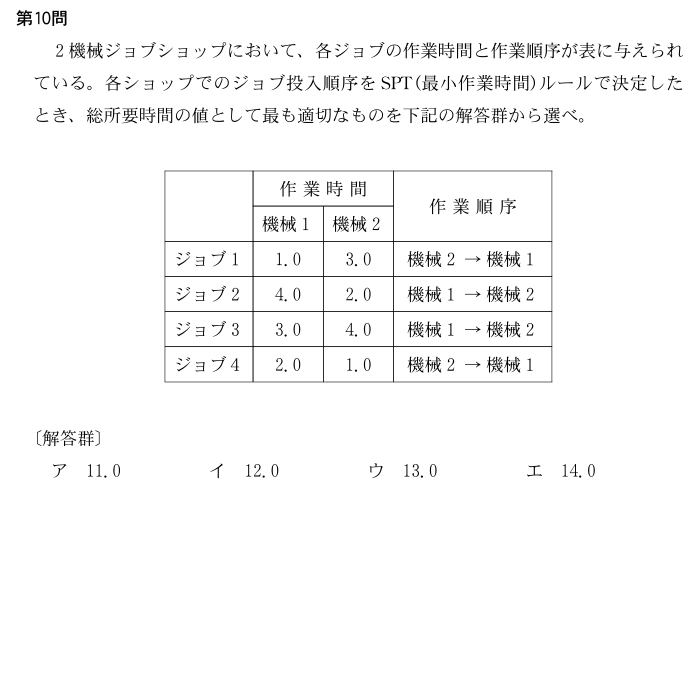 第10問
2機械ジョブショップにおいて、各ジョブの作業時間と作業順序が表に与えられ
ている。各ショップでのジョブ投入順序をSPT(最小作業時間)ルールで決定した
とき、総所要時間の値として最も適切なものを下記の解答群から選べ。
作業時間 作業順序
機械1 機械2
ジョブ1 1.0 3.0 機械2 → 機械1
ジョブ2 4.0 2.0 機械1 → 機械2
ジョブ3 3.0 4.0 機械1 → 機械2
ジョブ4 2.0 1.0 機械2 → 機械1
〔解答群〕
ア 11.0 イ 12.0 ウ 13.0 エ 14.0